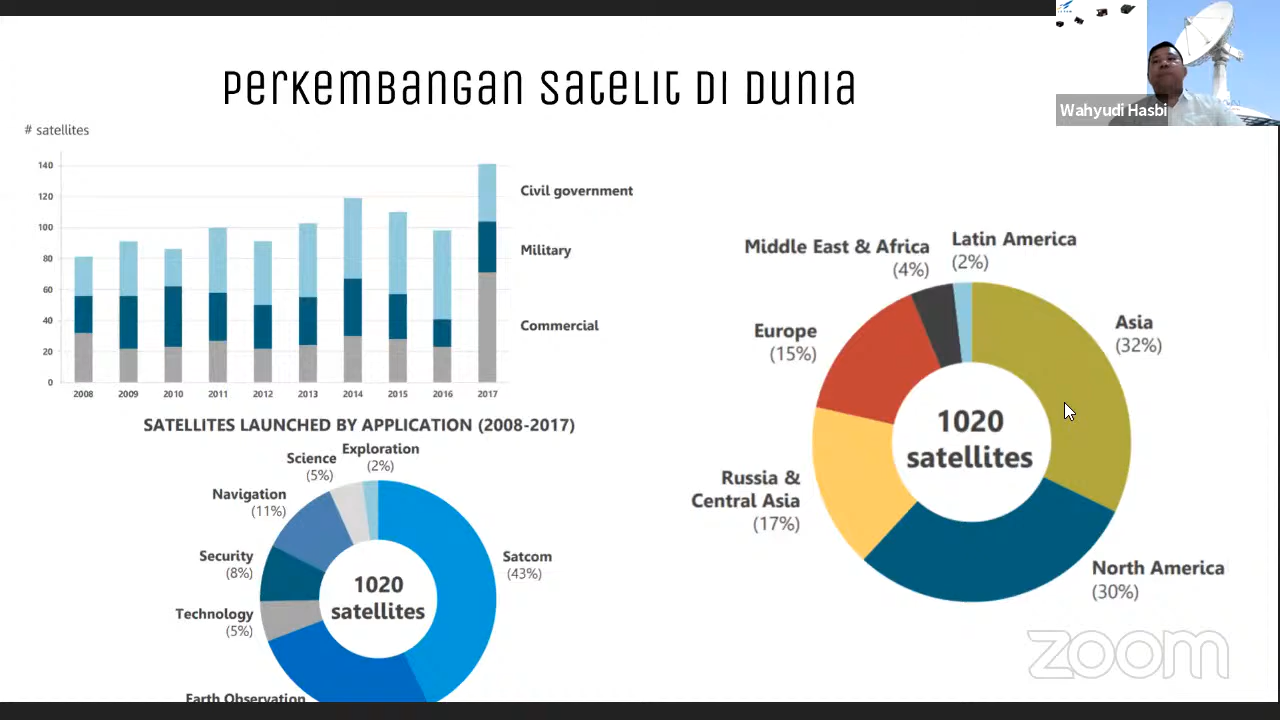 Perkembangan Satelit di Dunia
Wahyudi Hasbi
# satellites
140
120
100
80
60
40
20
0
2008 2009 2010 2011 2012 2013 2014 2015 2016 2017
Civil government
Military
Commercial
SATELLITES LAUNCHED BY APPLICATION (2008-2017)
Exploration
(2%)
Science
(5%)
Navigation
(11%)
Security
(8%)
Technology
(5%)
Earth Observation
Satcom
(43%)
1020
satellites
Middle East & Africa
(4%)
Latin America
(2%)
Europe
(15%)
Asia
(32%)
Russia &
Central Asia
(17%)
North America
(30%)
1020
satellites
zoom